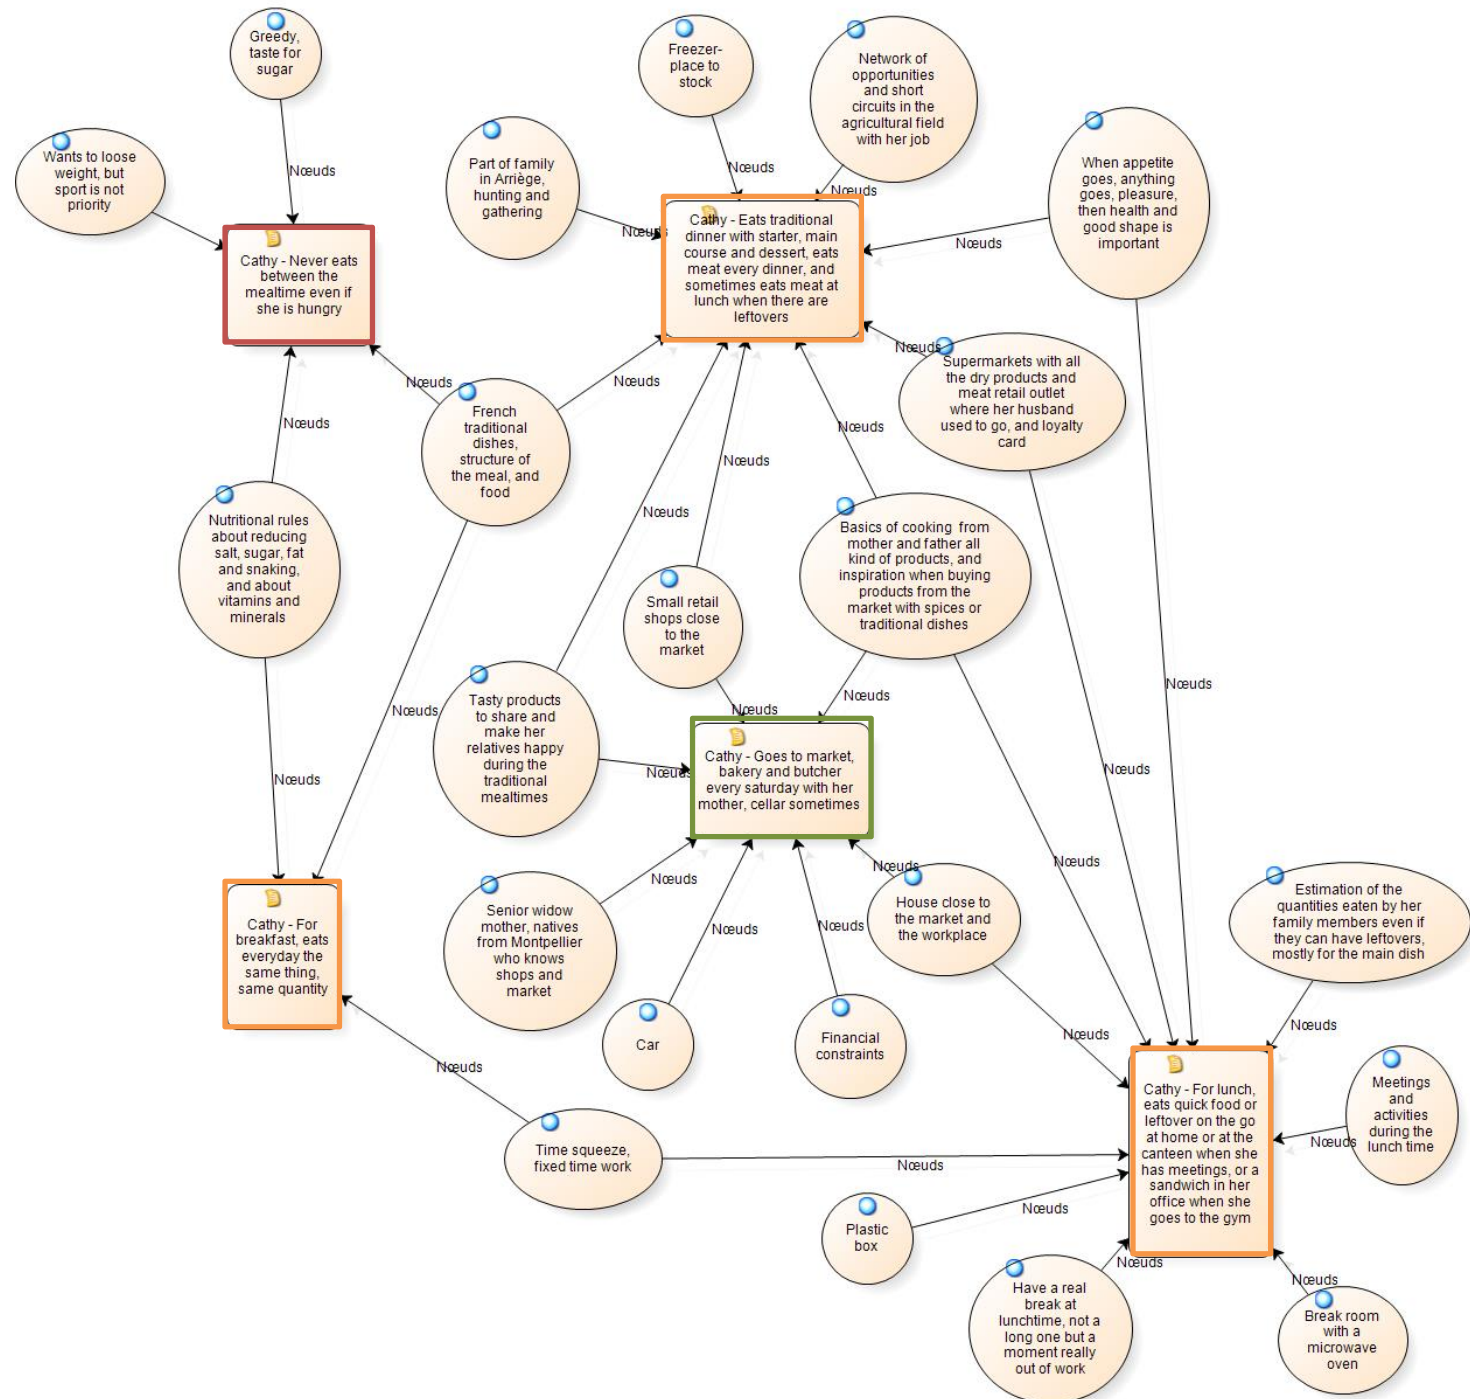 Greedy,
taste for
sugar
Freezer-
place to
stock
Network of
opportunities
and short
circuits in the
agricultural field
with her job
Wants to loose
weight, but
sport is not
priority
Nœuds
Part of family
in Arriège,
hunting and
gathering
Nœuds
Nœuds
When appetite
goes, anything
goes, pleasure,
then health and
good shape is
important
Nœuds
Nœuds
Cathy - Never eats
between the
mealtime even if
she is hungry
Cathy - Eats traditional
dinner with starter, main
course and dessert, eats
meat every dinner, and
sometimes eats meat at
lunch when there are
leftovers
Nœuds
Supermarkets with all
the dry products and
meat retail outlet
where her husband
used to go, and loyalty
card
Nœuds
Nœuds
Nœuds
French
traditional
dishes,
structure of
the meal, and
food
Nœuds
Nœuds
Nœuds
Nutritional rules
about reducing
salt, sugar, fat
and snaking,
and about
vitamins and
minerals
Nœuds
Basics of cooking from
mother and father all
kind of products, and
inspiration when buying
products from the
market with spices or
traditional dishes
Small retail
shops close
to the
market
Nœuds
Nœuds
Nœuds
Nœuds
Tasty products
to share and
make her
relatives happy
during the
traditional
mealtimes
Nœuds
Nœuds
Cathy - Goes to market,
bakery and butcher
every saturday with her
mother, cellar sometimes
Nœuds
Nœuds
Nœuds
Nœuds
Nœuds
Senior widow
mother, natives
from Montpellier
who knows
shops and
market
House close to
the market and
the workplace
Estimation of the
quantities eaten by her
family members even if
they can have leftovers,
mostly for the main dish
Cathy - For
breakfast, eats
everyday the
same thing,
same quantity
Nœuds
Nœuds
Car
Financial
constraints
Nœuds
Nœuds
Nœuds
Time squeeze,
fixed time work
Nœuds
Cathy - For lunch,
eats quick food or
leftover on the go
at home or at the
canteen when she
has meetings, or a
sandwich in her
office when she
goes to the gym
Meetings
and
activities
during the
lunch time
Nœuds
Plastic
box
Nœuds
Nœuds
Have a real
break at
lunchtime, not a
long one but a
moment really
out of work
Nœuds
Break room
with a
microwave
oven